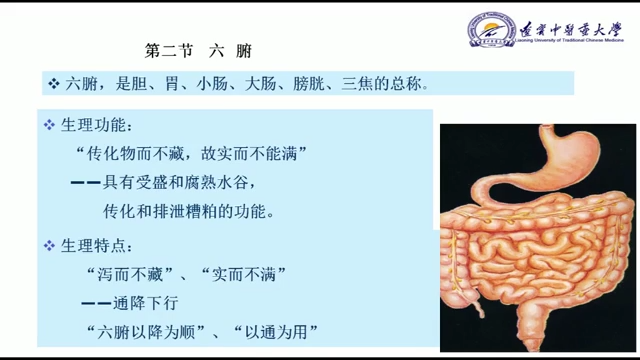 遼寧中醫藥大學
Liaoning University of Traditional Chinese Medicine
第二节 六 腑
❖ 六腑，是胆、胃、小肠、大肠、膀胱、三焦的总称。
❖ 生理功能：
“传化物而不藏，故实而不能满”
——具有受盛和腐熟水谷，
传化和排泄糟粕的功能。
❖ 生理特点：
“泻而不藏”、“实而不满”
——通降下行
“六腑以降为顺”、“以通为用”